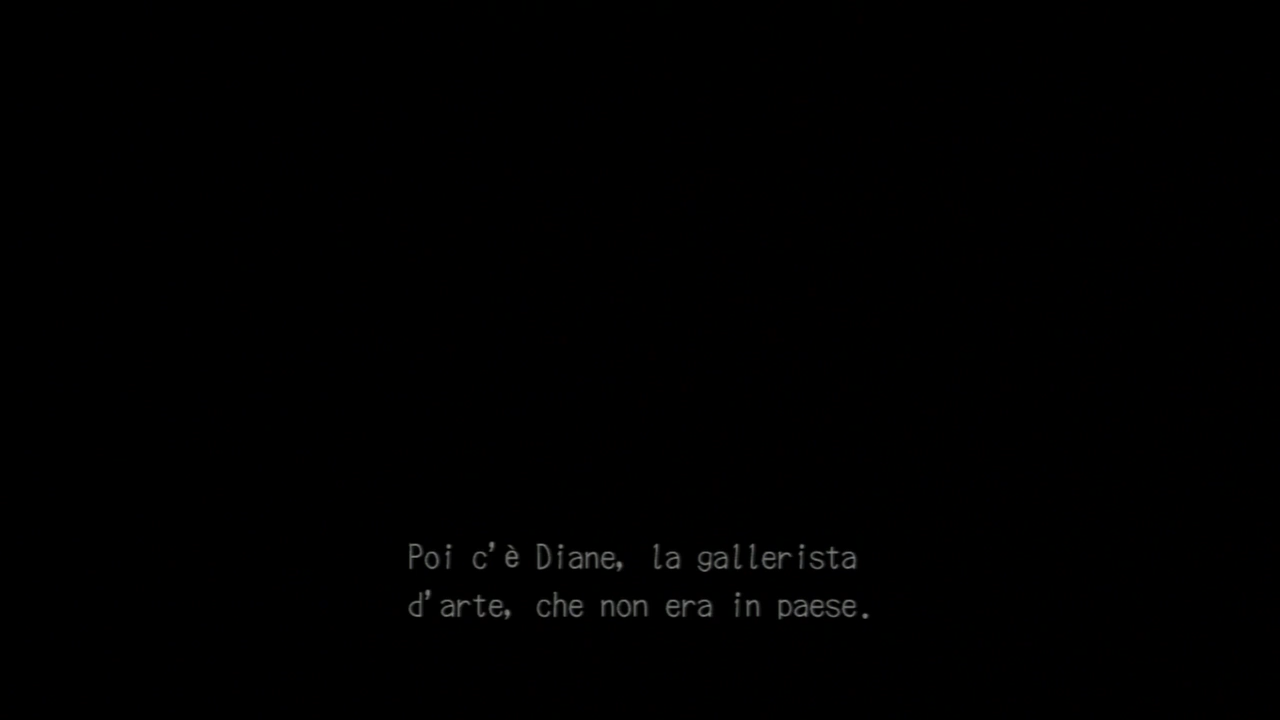 Poi c'è Diane, la gallerista
d'arte, che non era in paese.